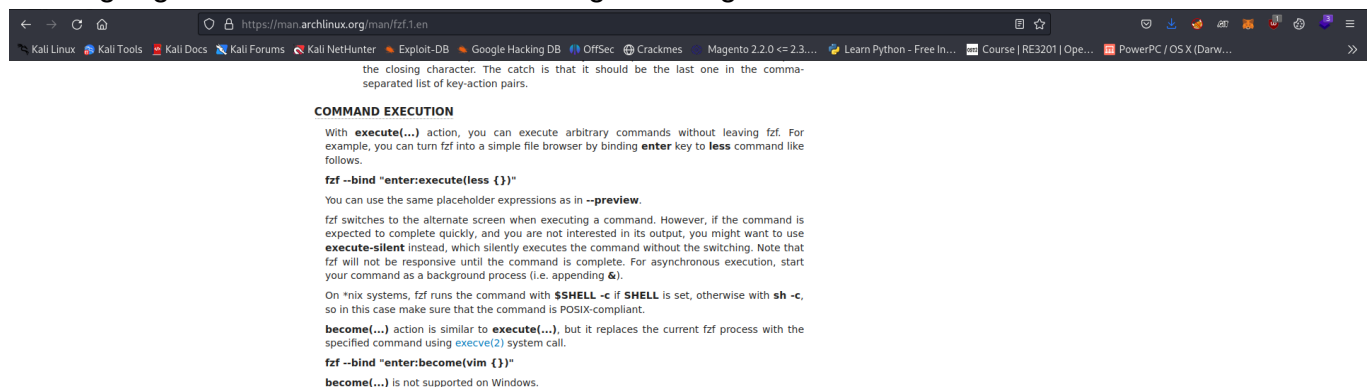 https://man.archlinux.org/man/fzf.1.en
Kali Linux Kali Tools Kali Docs Kali Forums Kali NetHunter Exploit-DB Google Hacking DB OffSec Crackmes Magento 2.2.0 <= 2.3.... Learn Python - Free In... Course | RE3201 | Ope... PowerPC / OS X (Darw...
the closing character. The catch is that it should be the last one in the comma-
separated list of key-action pairs.
COMMAND EXECUTION
With execute(...) action, you can execute arbitrary commands without leaving fzf. For
example, you can turn fzf into a simple file browser by binding enter key to less command like
follows.
fzf --bind "enter:execute(less {})"
You can use the same placeholder expressions as in --preview.
fzf switches to the alternate screen when executing a command. However, if the command is
expected to complete quickly, and you are not interested in its output, you might want to use
execute-silent instead, which silently executes the command without the switching. Note that
fzf will not be responsive until the command is complete. For asynchronous execution, start
your command as a background process (i.e. appending &).
On *nix systems, fzf runs the command with $SHELL -c if SHELL is set, otherwise with sh -c,
so in this case make sure that the command is POSIX-compliant.
become(...) action is similar to execute(...), but it replaces the current fzf process with the
specified command using execve(2) system call.
fzf --bind "enter:become(vim {})"
become(...) is not supported on Windows.